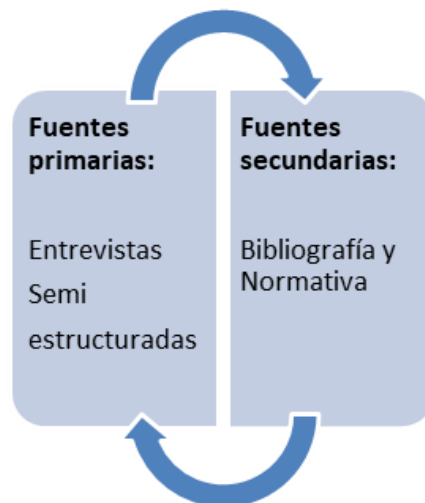 Fuentes
primarias:
Entrevistas
Semi
estructuradas
Fuentes
secundarias:
Bibliografía y
Normativa